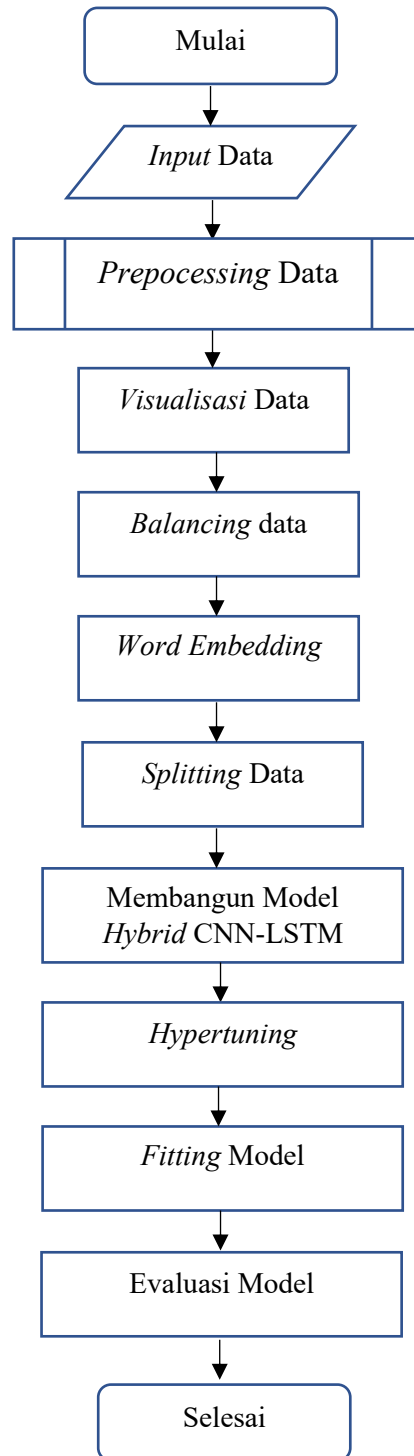 Mulai
Input Data
Prepocessing Data
Visualisasi Data
Balancing data
Word Embedding
Splitting Data
Membangun Model
Hybrid CNN-LSTM
Hypertuning
Fitting Model
Evaluasi Model
Selesai